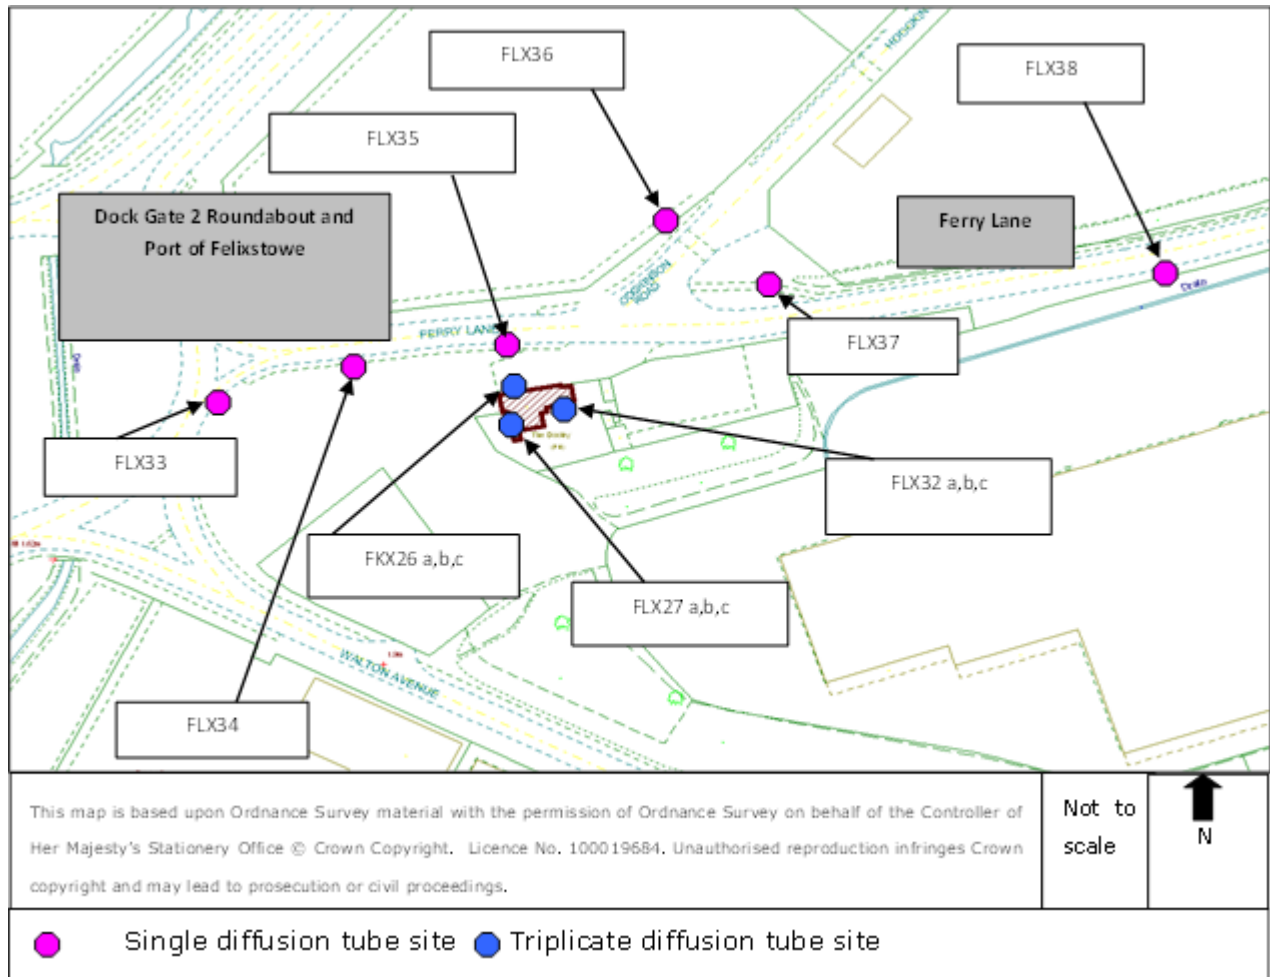 FLX36
FLX38
FLX35
Dock Gate 2 Roundabout and
Port of Felixstowe
Ferry Lane
HODGKIN
ROAD
FERRY LANE
Drain
Drain
FLX37
FLX33
FLX32 a,b,c
FKX26 a,b,c
FLX27 a,b,c
WALTON AVENUE
FLX34
This map is based upon Ordnance Survey material with the permission of Ordnance Survey on behalf of the Controller of
Her Majesty's Stationery Office © Crown Copyright. Licence No. 100019684. Unauthorised reproduction infringes Crown
copyright and may lead to prosecution or civil proceedings.
Not to
scale
N
Single diffusion tube site
Triplicate diffusion tube site